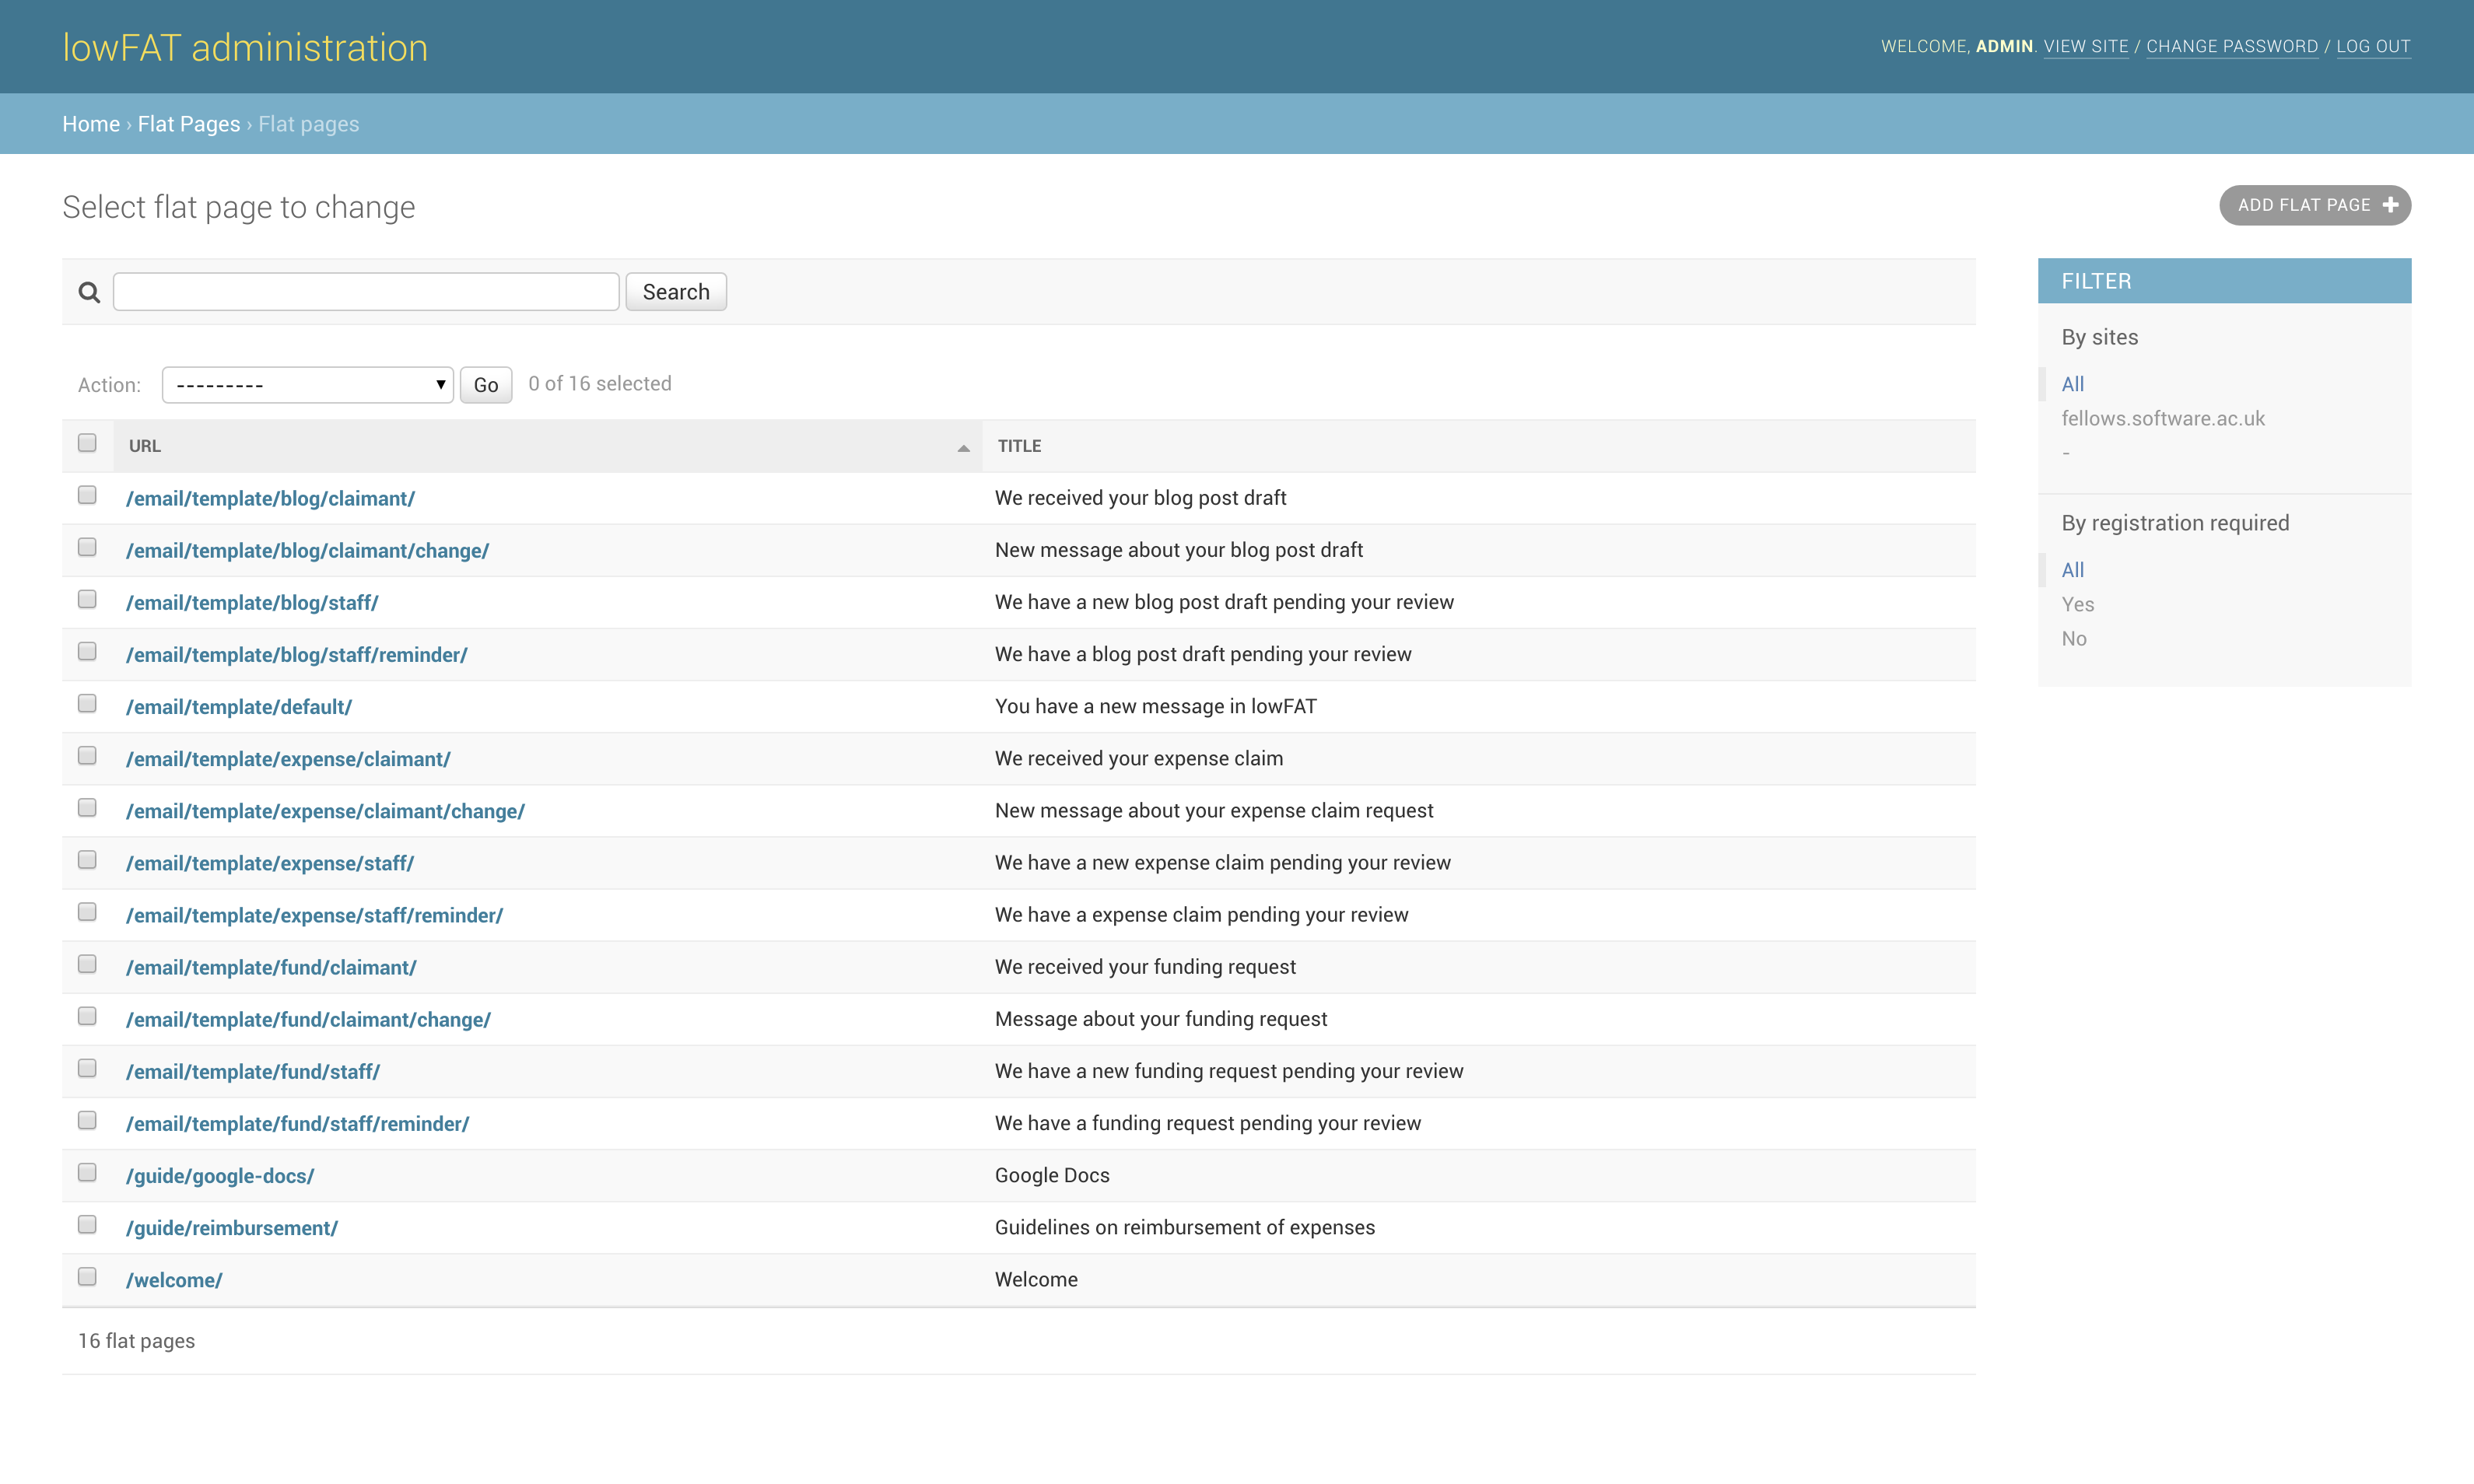 lowFAT administration
WELCOME, ADMIN. VIEW SITE / CHANGE PASSWORD / LOG OUT
Home › Flat Pages › Flat pages
Select flat page to change
ADD FLAT PAGE
Search
Action: --------- Go 0 of 16 selected
URL TITLE
/email/template/blog/claimant/ We received your blog post draft
/email/template/blog/claimant/change/ New message about your blog post draft
/email/template/blog/staff/ We have a new blog post draft pending your review
/email/template/blog/staff/reminder/ We have a blog post draft pending your review
/email/template/default/ You have a new message in lowFAT
/email/template/expense/claimant/ We received your expense claim
/email/template/expense/claimant/change/ New message about your expense claim request
/email/template/expense/staff/ We have a new expense claim pending your review
/email/template/expense/staff/reminder/ We have a expense claim pending your review
/email/template/fund/claimant/ We received your funding request
/email/template/fund/claimant/change/ Message about your funding request
/email/template/fund/staff/ We have a new funding request pending your review
/email/template/fund/staff/reminder/ We have a funding request pending your review
/guide/google-docs/ Google Docs
/guide/reimbursement/ Guidelines on reimbursement of expenses
/welcome/ Welcome
16 flat pages
FILTER
By sites
All
fellows.software.ac.uk
-
By registration required
All
Yes
No